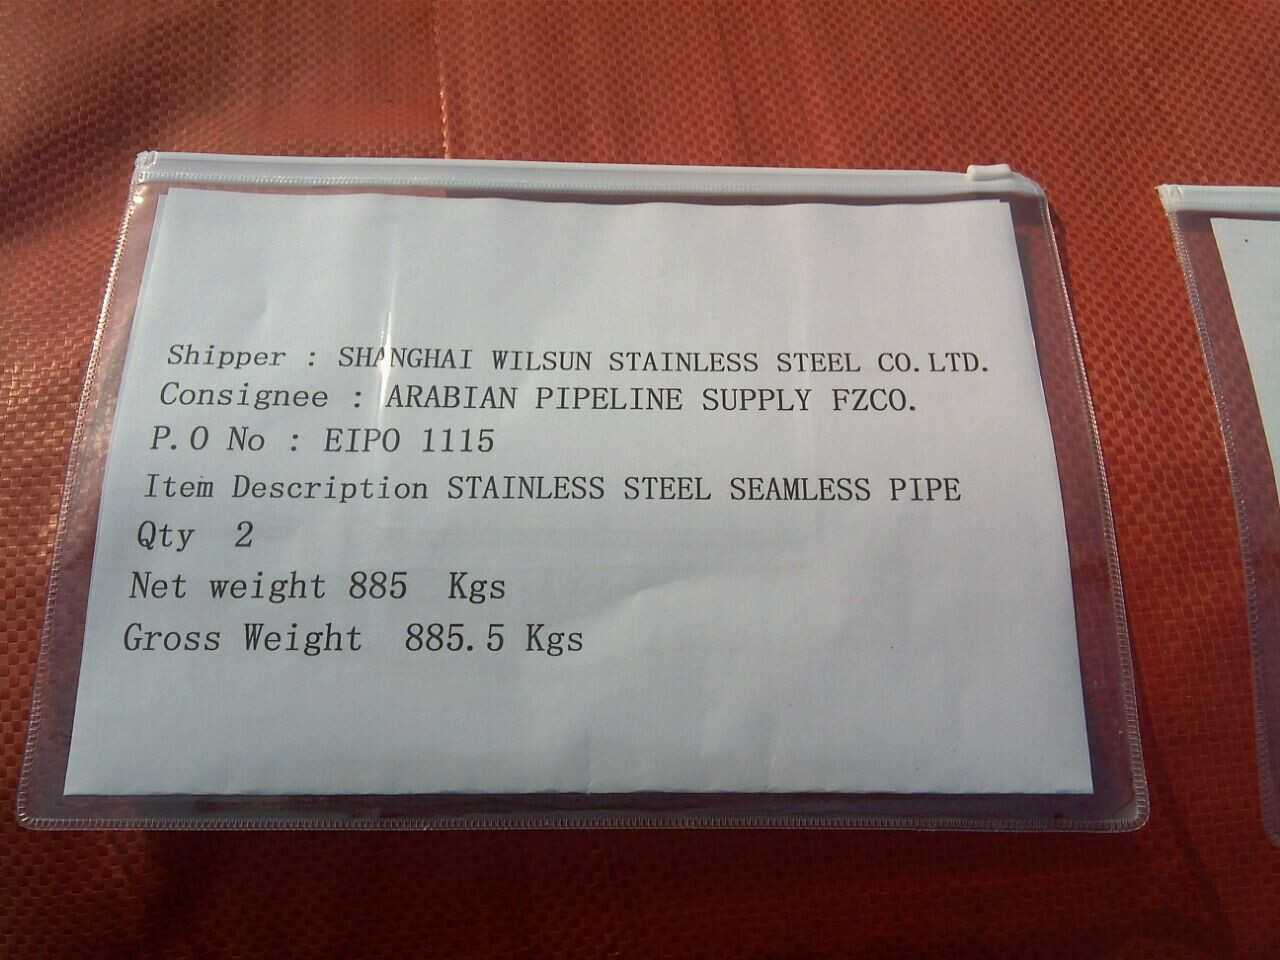 Shipper : SHANGHAI WILSUN STAINLESS STEEL CO.LTD.
Consignee : ARABIAN PIPELINE SUPPLY FZCO.
P.O No : EIPO 1115
Item Description STAINLESS STEEL SEAMLESS PIPE
Qty 2
Net weight 885 Kgs
Gross Weight 885.5 Kgs